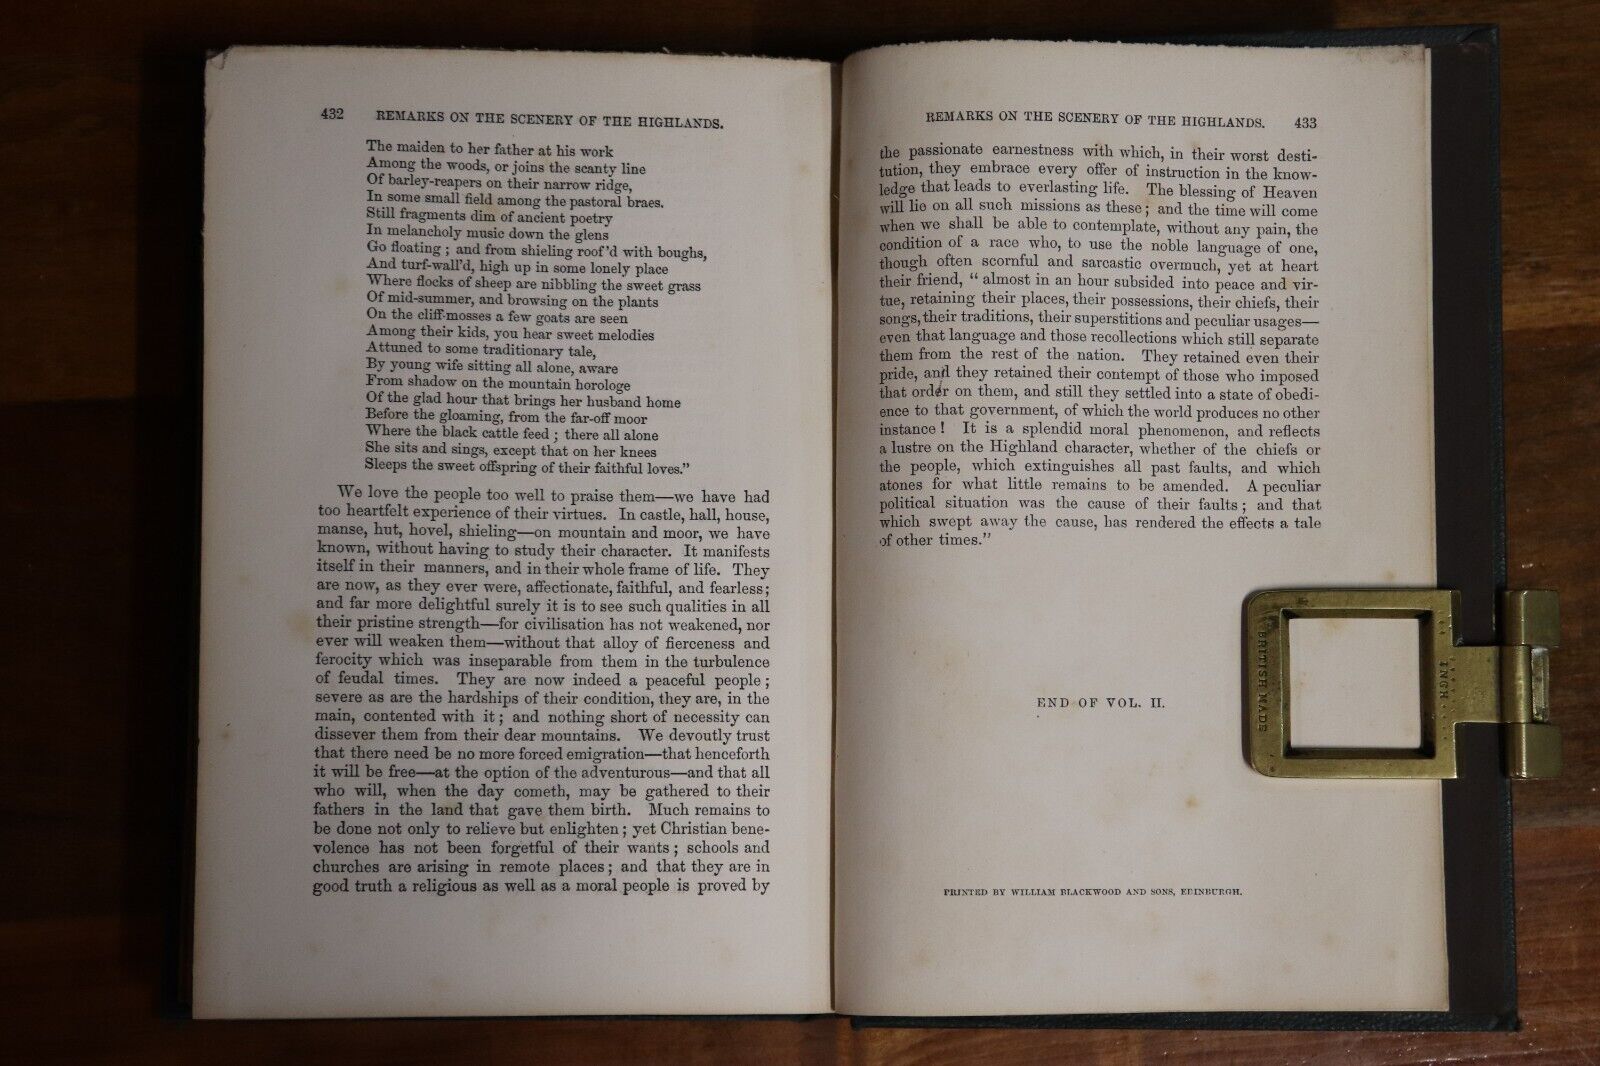 432 REMARKS ON THE SCENERY OF THE HIGHLANDS.
The maiden to her father at his work
Among the woods, or joins the scanty line
Of barley-reapers on their narrow ridge,
In some small field among the pastoral braes.
Still fragments dim of ancient poetry
In melancholy music down the glens
Go floating ; and from shieling roof'd with boughs,
And turf-wall'd, high up in some lonely place
Where flocks of sheep are nibbling the sweet grass
Of mid-summer, and browsing on the plants
On the cliff-mosses a few goats are seen
Among their kids, you hear sweet melodies
Attuned to some traditionary tale,
By young wife sitting all alone, aware
From shadow on the mountain horologe
Of the glad hour that brings her husband home
Before the gloaming, from the far-off moor
Where the black cattle feed ; there all alone
She sits and sings, except that on her knees
Sleeps the sweet offspring of their faithful loves."
We love the people too well to praise them—we have had
too heartfelt experience of their virtues. In castle, hall, house,
manse, hut, hovel, shieling—on mountain and moor, we have
known, without having to study their character. It manifests
itself in their manners, and in their whole frame of life. They
are now, as they ever were, affectionate, faithful, and fearless ;
and far more delightful surely it is to see such qualities in all
their pristine strength—for civilisation has not weakened, nor
ever will weaken them—without that alloy of fierceness and
ferocity which was inseparable from them in the turbulence
of feudal times. They are now indeed a peaceful people ;
severe as are the hardships of their condition, they are, in the
main, contented with it ; and nothing short of necessity can
dissever them from their dear mountains. We devoutly trust
that there need be no more forced emigration—that henceforth
it will be free—at the option of the adventurous—and that all
who will, when the day cometh, may be gathered to their
fathers in the land that gave them birth. Much remains to
be done not only to relieve but enlighten ; yet Christian bene-
volence has not been forgetful of their wants ; schools and
churches are arising in remote places ; and that they are in
good truth a religious as well as a moral people is proved by
REMARKS ON THE SCENERY OF THE HIGHLANDS. 433
the passionate earnestness with which, in their worst desti-
tution, they embrace every offer of instruction in the know-
ledge that leads to everlasting life. The blessing of Heaven
will lie on all such missions as these ; and the time will come
when we shall be able to contemplate, without any pain, the
condition of a race who, to use the noble language of one,
though often scornful and sarcastic overmuch, yet at heart
their friend, " almost in an hour subsided into peace and vir-
tue, retaining their places, their possessions, their chiefs, their
songs, their traditions, their superstitions and peculiar usages—
even that language and those recollections which still separate
them from the rest of the nation. They retained even their
pride, and they retained their contempt of those who imposed
that order on them, and still they settled into a state of obedi-
ence to that government, of which the world produces no other
instance ! It is a splendid moral phenomenon, and reflects
a lustre on the Highland character, whether of the chiefs or
the people, which extinguishes all past faults, and which
atones for what little remains to be amended. A peculiar
political situation was the cause of their faults ; and that
which swept away the cause, has rendered the effects a tale
of other times."
END OF VOL. II.
PRINTED BY WILLIAM BLACKWOOD AND SONS, EDINBURGH.
BRITISH MADE